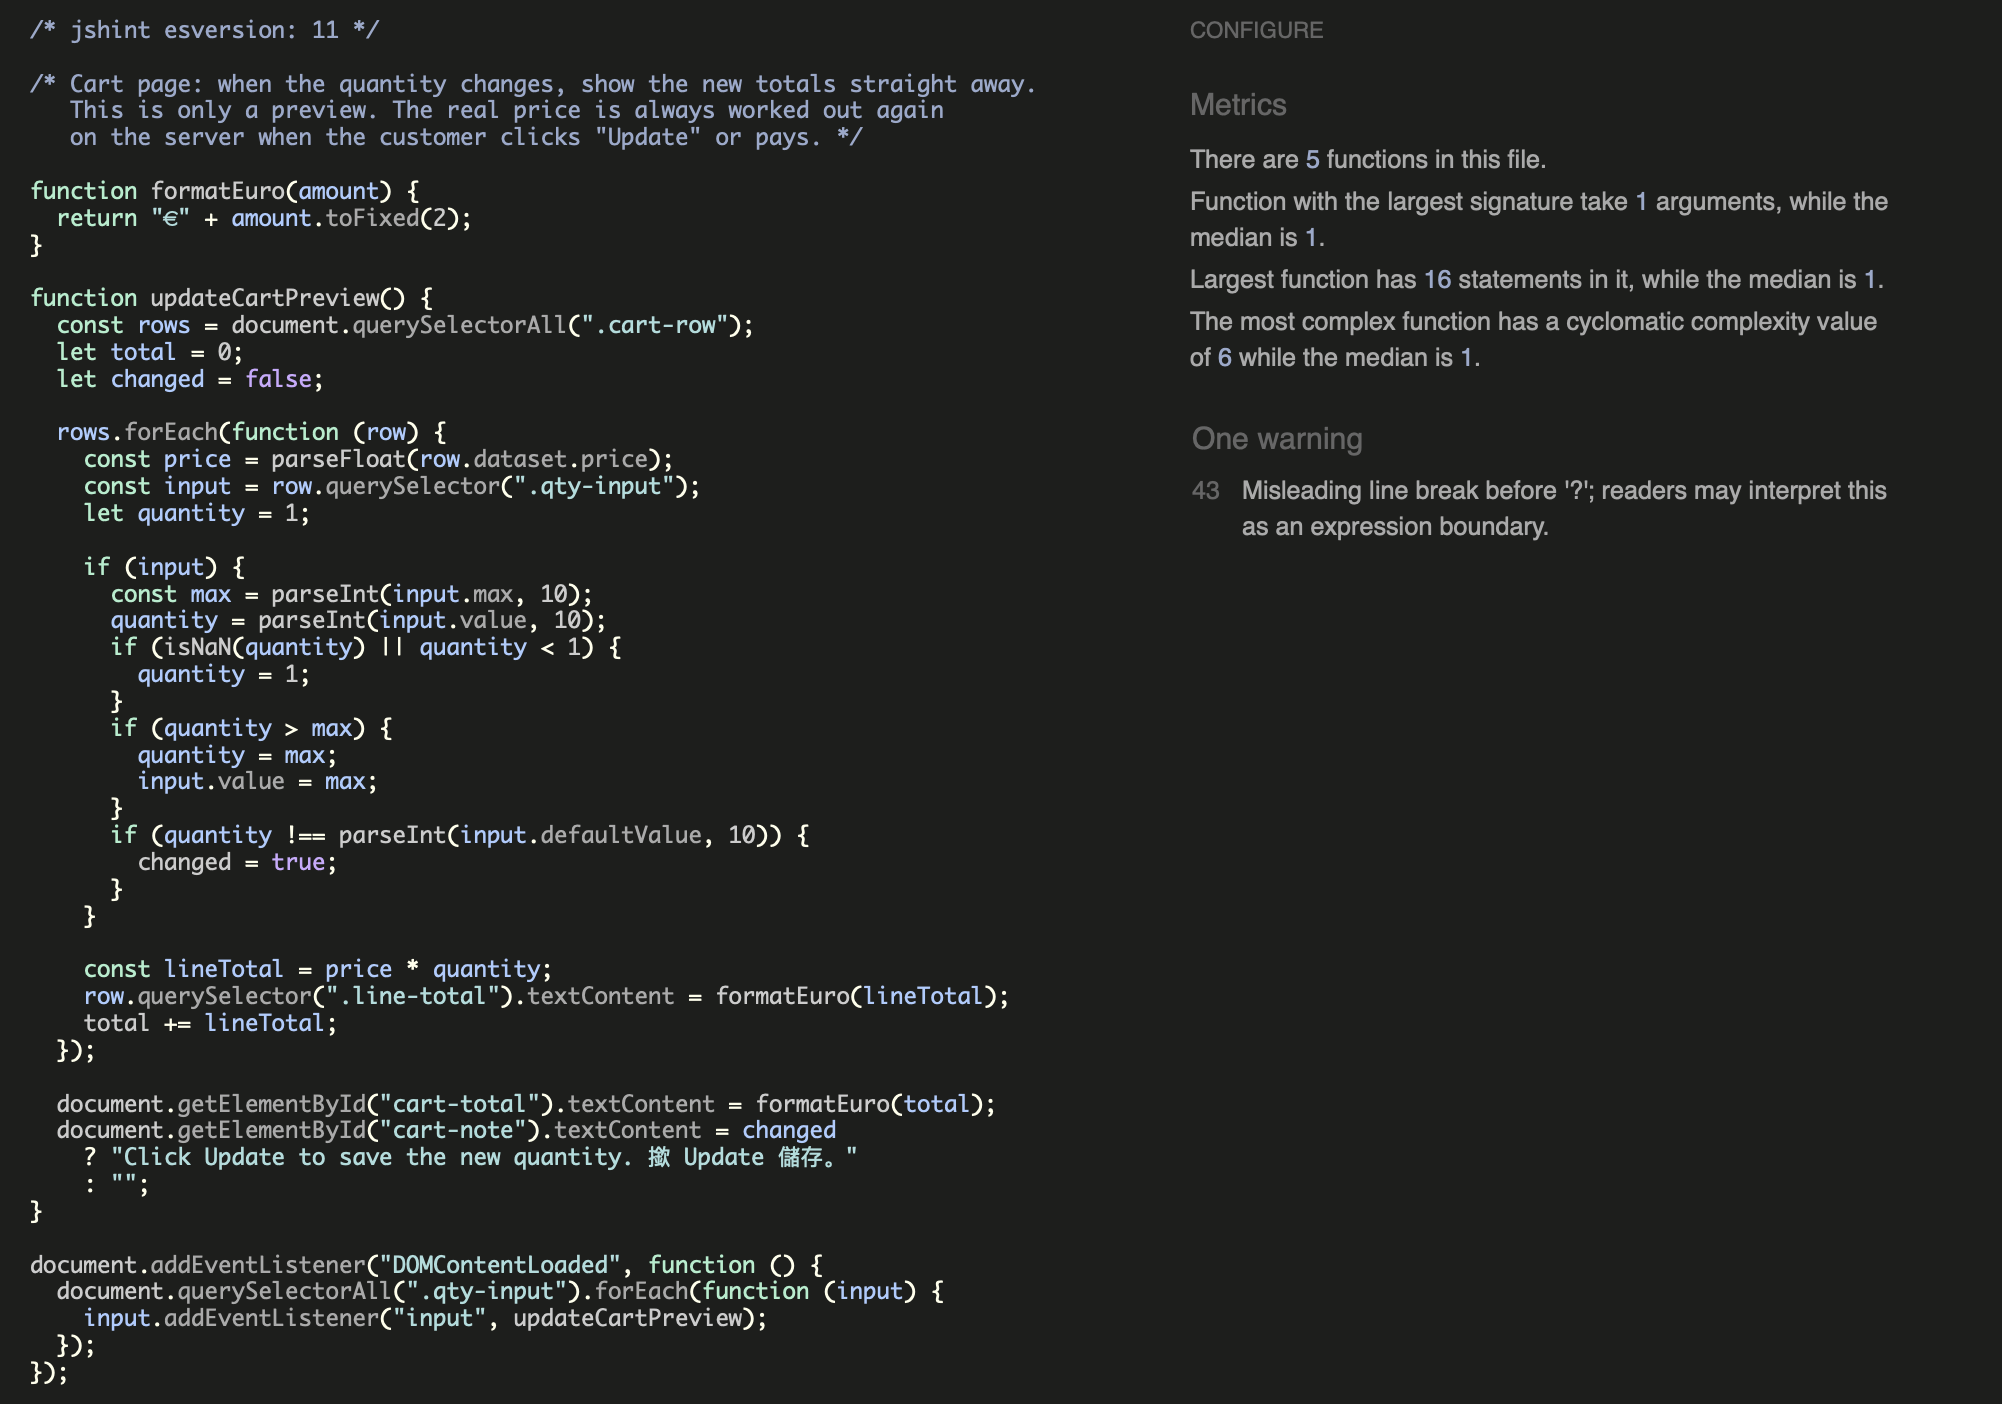 /* jshint esversion: 11 */

/* Cart page: when the quantity changes, show the new totals straight away.
   This is only a preview. The real price is always worked out again
   on the server when the customer clicks "Update" or pays. */

function formatEuro(amount) {
  return "€" + amount.toFixed(2);
}

function updateCartPreview() {
  const rows = document.querySelectorAll(".cart-row");
  let total = 0;
  let changed = false;

  rows.forEach(function (row) {
    const price = parseFloat(row.dataset.price);
    const input = row.querySelector(".qty-input");
    let quantity = 1;

    if (input) {
      const max = parseInt(input.max, 10);
      quantity = parseInt(input.value, 10);
      if (isNaN(quantity) || quantity < 1) {
        quantity = 1;
      }
      if (quantity > max) {
        quantity = max;
        input.value = max;
      }
      if (quantity !== parseInt(input.defaultValue, 10)) {
        changed = true;
      }
    }

    const lineTotal = price * quantity;
    row.querySelector(".line-total").textContent = formatEuro(lineTotal);
    total += lineTotal;
  });

  document.getElementById("cart-total").textContent = formatEuro(total);
  document.getElementById("cart-note").textContent = changed
    ? "Click Update to save the new quantity. 撳 Update 儲存。"
    : "";
}

document.addEventListener("DOMContentLoaded", function () {
  document.querySelectorAll(".qty-input").forEach(function (input) {
    input.addEventListener("input", updateCartPreview);
  });
});

CONFIGURE
Metrics
There are 5 functions in this file.
Function with the largest signature take 1 arguments, while the
median is 1.
Largest function has 16 statements in it, while the median is 1.
The most complex function has a cyclomatic complexity value
of 6 while the median is 1.
One warning
43 Misleading line break before '?'; readers may interpret this
as an expression boundary.